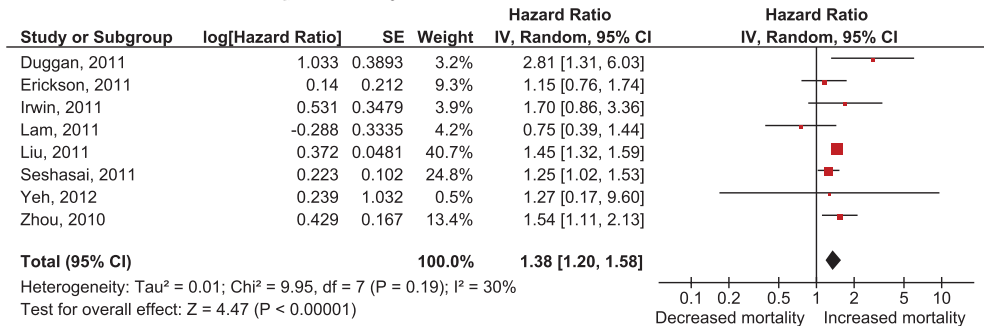 Hazard Ratio Hazard Ratio
Study or Subgroup log[Hazard Ratio] SE Weight IV, Random, 95% CI IV, Random, 95% CI
Duggan, 2011 1.033 0.3893 3.2% 2.81 [1.31, 6.03]
Erickson, 2011 0.14 0.212 9.3% 1.15 [0.76, 1.74]
Irwin, 2011 0.531 0.3479 3.9% 1.70 [0.86, 3.36]
Lam, 2011 -0.288 0.3335 4.2% 0.75 [0.39, 1.44]
Liu, 2011 0.372 0.0481 40.7% 1.45 [1.32, 1.59]
Seshasai, 2011 0.223 0.102 24.8% 1.25 [1.02, 1.53]
Yeh, 2012 0.239 1.032 0.5% 1.27 [0.17, 9.60]
Zhou, 2010 0.429 0.167 13.4% 1.54 [1.11, 2.13]
Total (95% CI) 100.0% 1.38 [1.20, 1.58]
Heterogeneity: Tau² = 0.01; Chi² = 9.95, df = 7 (P = 0.19); I² = 30%
Test for overall effect: Z = 4.47 (P < 0.00001)
0.1 0.2 0.5 1 2 5 10
Decreased mortality Increased mortality